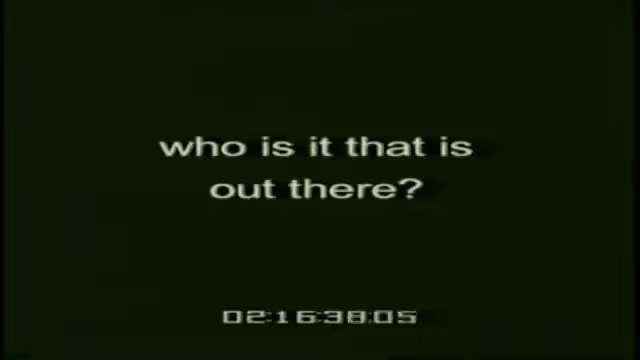 who is it that is
out there?
02:16:38:05